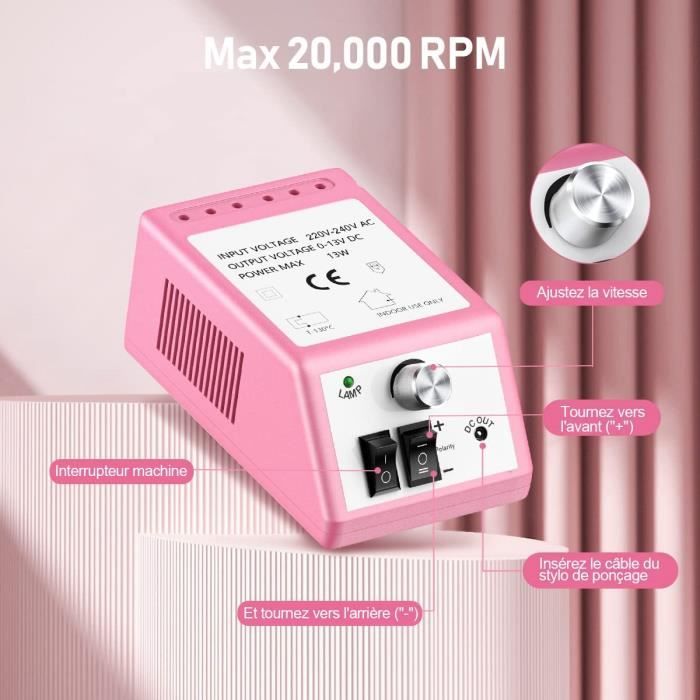 Max 20,000 RPM
INPUT VOLTAGE 220V-240V AC
OUTPUT VOLTAGE 0-13V DC
POWER MAX 13W
CE
T-130°C
INDOOR USE ONLY
Ajustez la vitesse
LAMP
DC OUT
Tournez vers
l'avant ("+")
+
Polarity
-
Interrupteur machine
Insérez le câble du
stylo de ponçage
Et tournez vers l'arrière ("-")